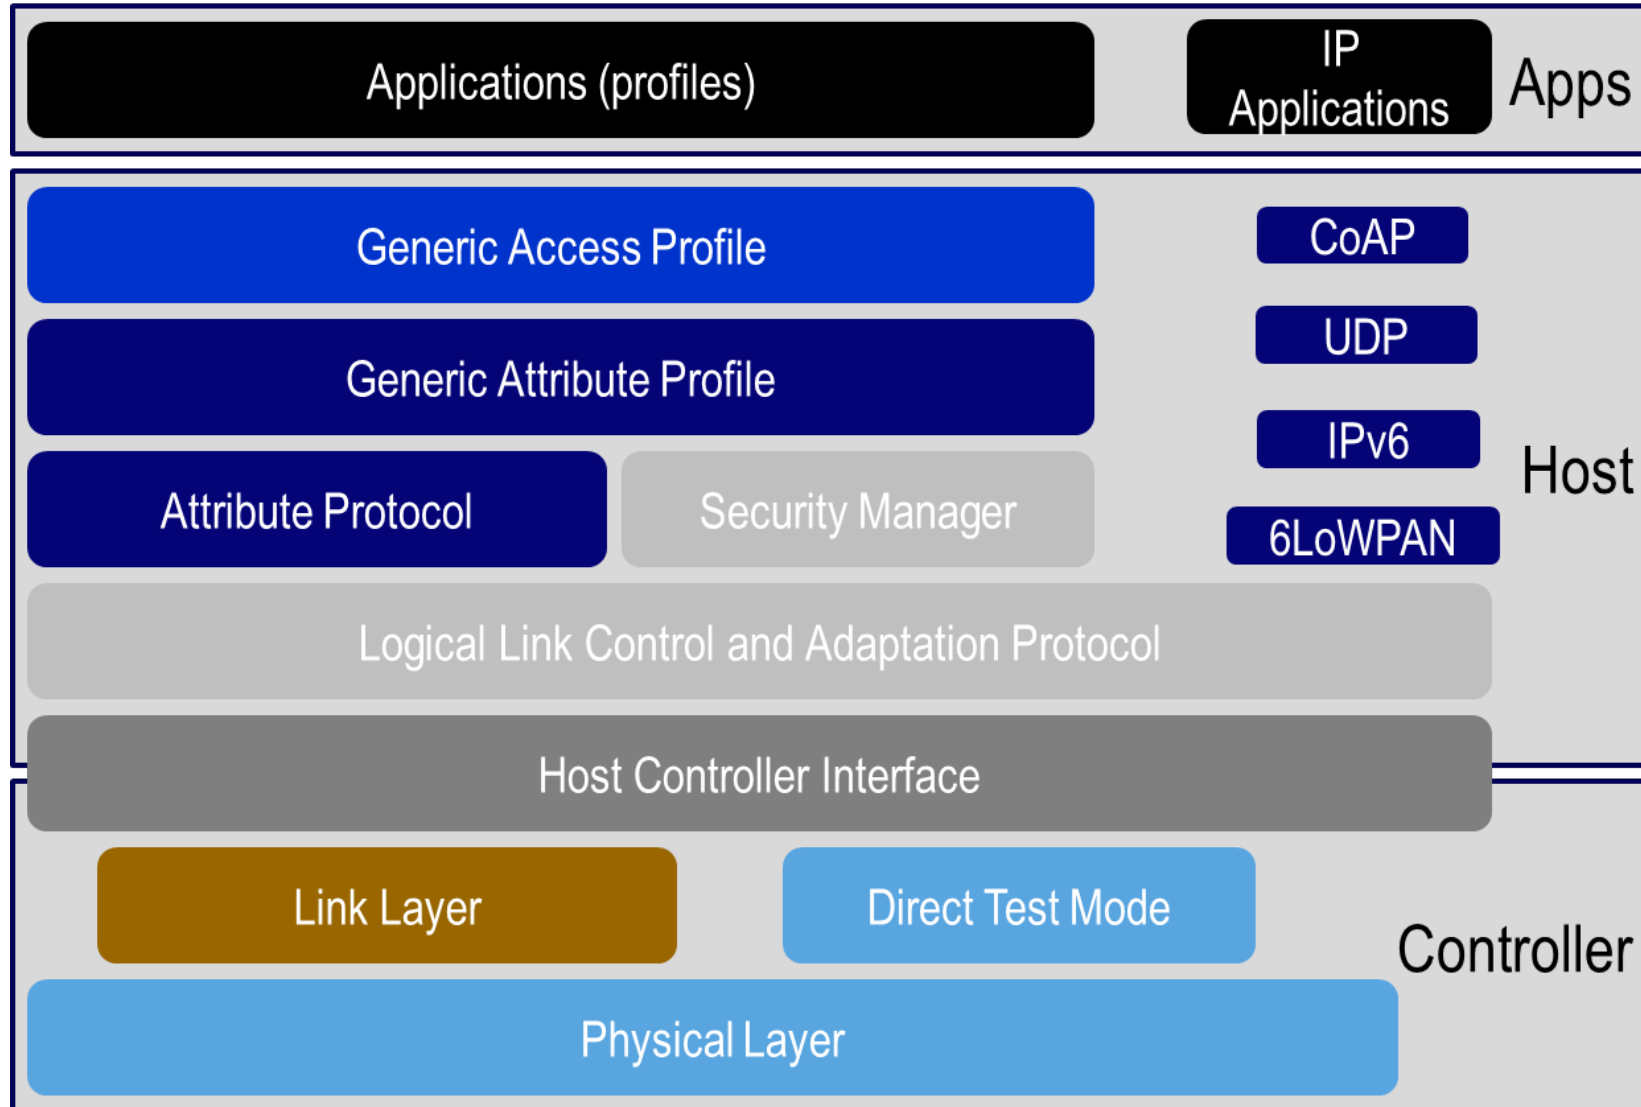 Applications (profiles)
IP
Applications
Apps
Generic Access Profile
CoAP
Generic Attribute Profile
UDP
IPv6
Host
Attribute Protocol
Security Manager
6LoWPAN
Logical Link Control and Adaptation Protocol
Host Controller Interface
Link Layer
Direct Test Mode
Controller
Physical Layer